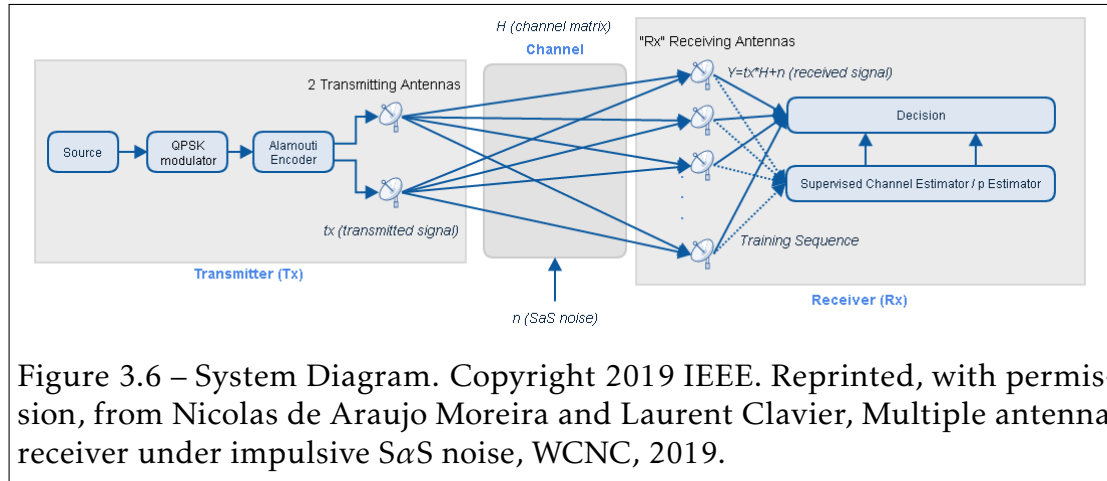 H (channel matrix)
Channel
"Rx" Receiving Antennas
Y=tx*H+n (received signal)
2 Transmitting Antennas
Source
QPSK
modulator
Alamouti
Encoder
Decision
Supervised Channel Estimator / p Estimator
tx (transmitted signal)
Training Sequence
Transmitter (Tx)
Receiver (Rx)
n (SaS noise)
Figure 3.6 – System Diagram. Copyright 2019 IEEE. Reprinted, with permis-
sion, from Nicolas de Araujo Moreira and Laurent Clavier, Multiple antenna
receiver under impulsive SαS noise, WCNC, 2019.